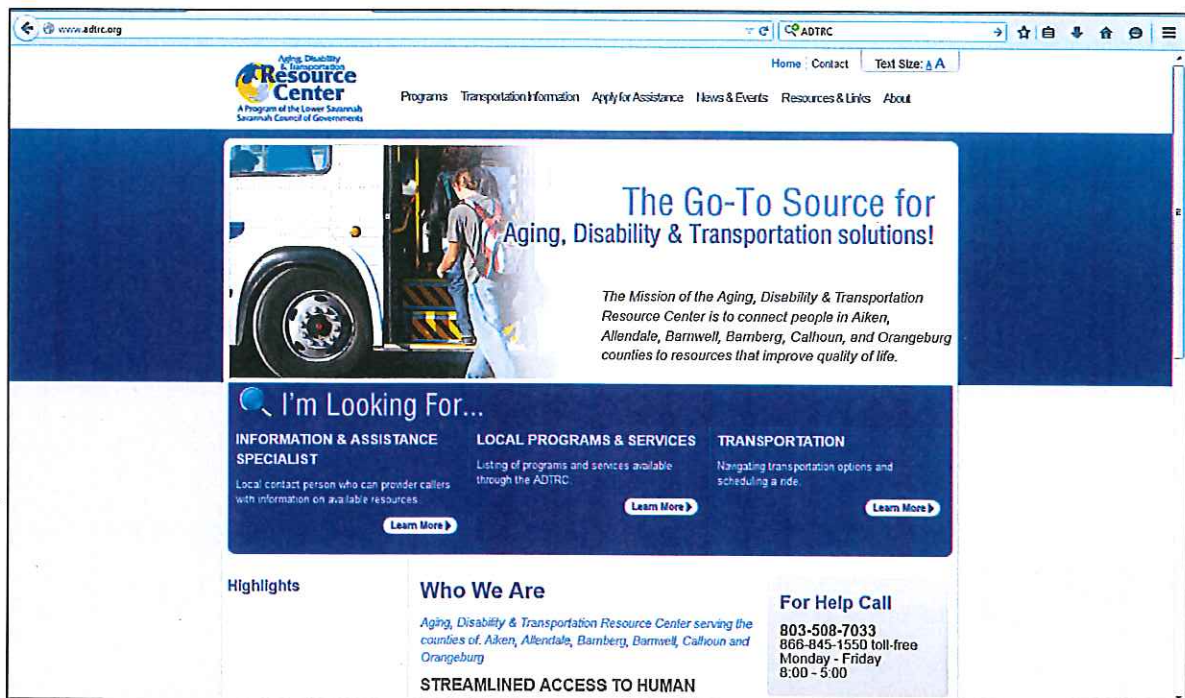 www.adtrc.org
ADTRC
Home Contact Text Size: A A
Aging, Disability
& Transportation
Resource
Center
A Program of the Lower Savannah
Savannah Council of Governments
Programs Transportation Information Apply for Assistance News & Events Resources & Links About
The Go-To Source for
Aging, Disability & Transportation solutions!
The Mission of the Aging, Disability & Transportation
Resource Center is to connect people in Aiken,
Allendale, Barnwell, Bamberg, Calhoun, and Orangeburg
counties to resources that improve quality of life.
I'm Looking For...
INFORMATION & ASSISTANCE
SPECIALIST
Local contact person who can provider callers
with information on available resources.
Learn More
LOCAL PROGRAMS & SERVICES
Listing of programs and services available
through the ADTRC.
Learn More
TRANSPORTATION
Navigating transportation options and
scheduling a ride.
Learn More
Highlights
Who We Are
Aging, Disability & Transportation Resource Center serving the
counties of: Aiken, Allendale, Bamberg, Barnwell, Calhoun and
Orangeburg
STREAMLINED ACCESS TO HUMAN
For Help Call
803-508-7033
866-845-1550 toll-free
Monday - Friday
8:00 - 5:00